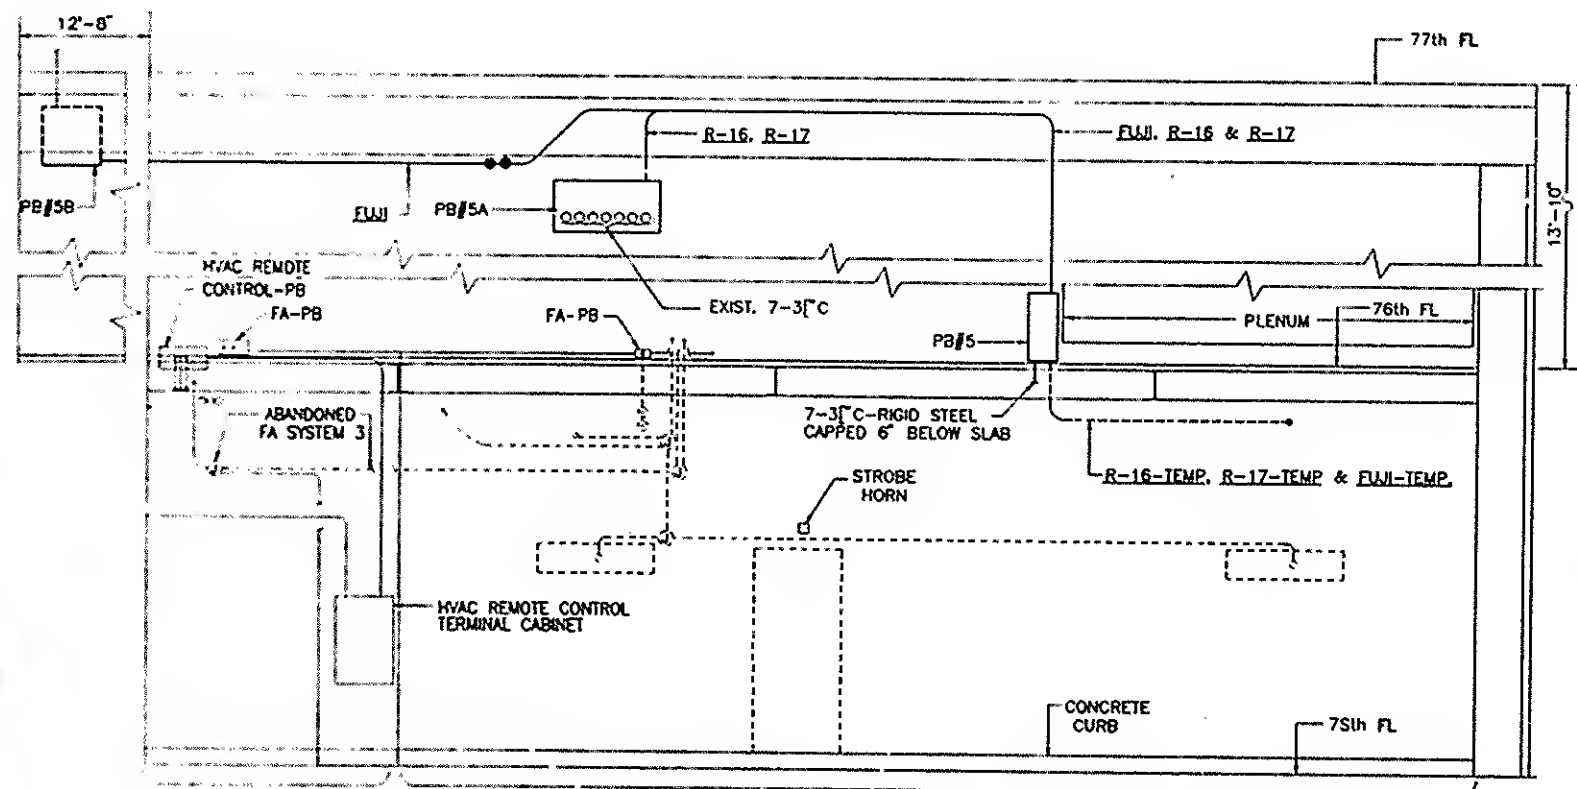 12'-8"
77th FL
R-16, R-17
FUJI, R-16 & R-17
PB#5B
FUJI
PB#5A
13'-10"
HVAC REMOTE
CONTROL-PB
FA-PB
EXIST. 7-3[" C
FA-PB
76th FL
PLENUM
PB#5
ABANDONED
FA SYSTEM 3
7-3[" C-RIGID STEEL
CAPPED 6" BELOW SLAB
STROBE
HORN
R-16-TEMP, R-17-TEMP & FUJI-TEMP.
HVAC REMOTE CONTROL
TERMINAL CABINET
CONCRETE
CURB
75th FL